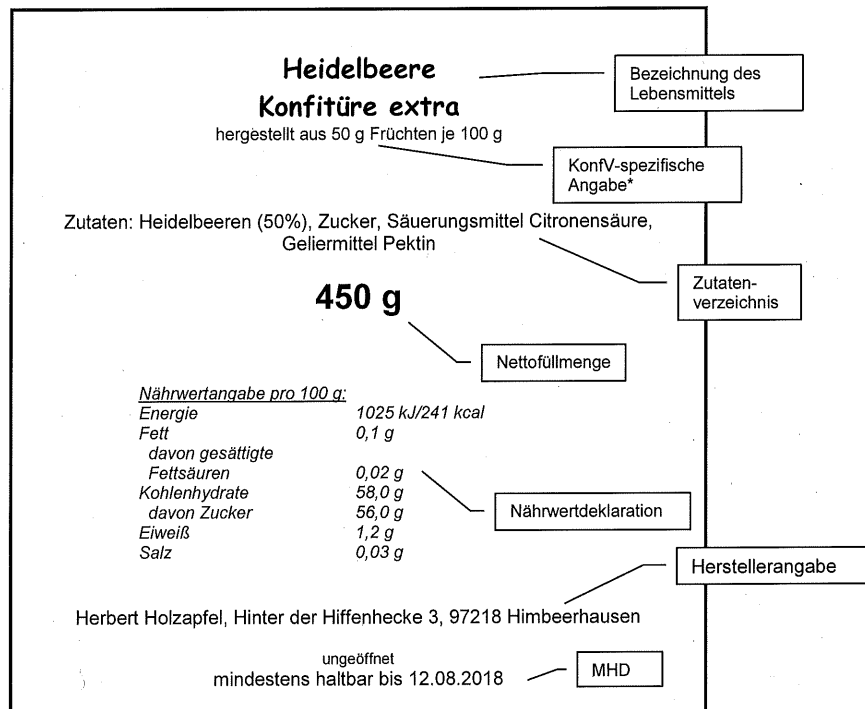 Heidelbeere
Bezeichnung des
Lebensmittels
Konfitüre extra
hergestellt aus 50 g Früchten je 100 g
KonfV-spezifische
Angabe*
Zutaten: Heidelbeeren (50%), Zucker, Säuerungsmittel Citronensäure,
Geliermittel Pektin
Zutaten-
verzeichnis
450 g
Nettofüllmenge
Nährwertangabe pro 100 g:
Energie 1025 kJ/241 kcal
Fett 0,1 g
davon gesättigte
Fettsäuren 0,02 g
Kohlenhydrate 58,0 g
davon Zucker 56,0 g
Eiweiß 1,2 g
Salz 0,03 g
Nährwertdeklaration
Herstellerangabe
Herbert Holzapfel, Hinter der Hiffenhecke 3, 97218 Himbeerhausen
ungeöffnet
mindestens haltbar bis 12.08.2018
MHD